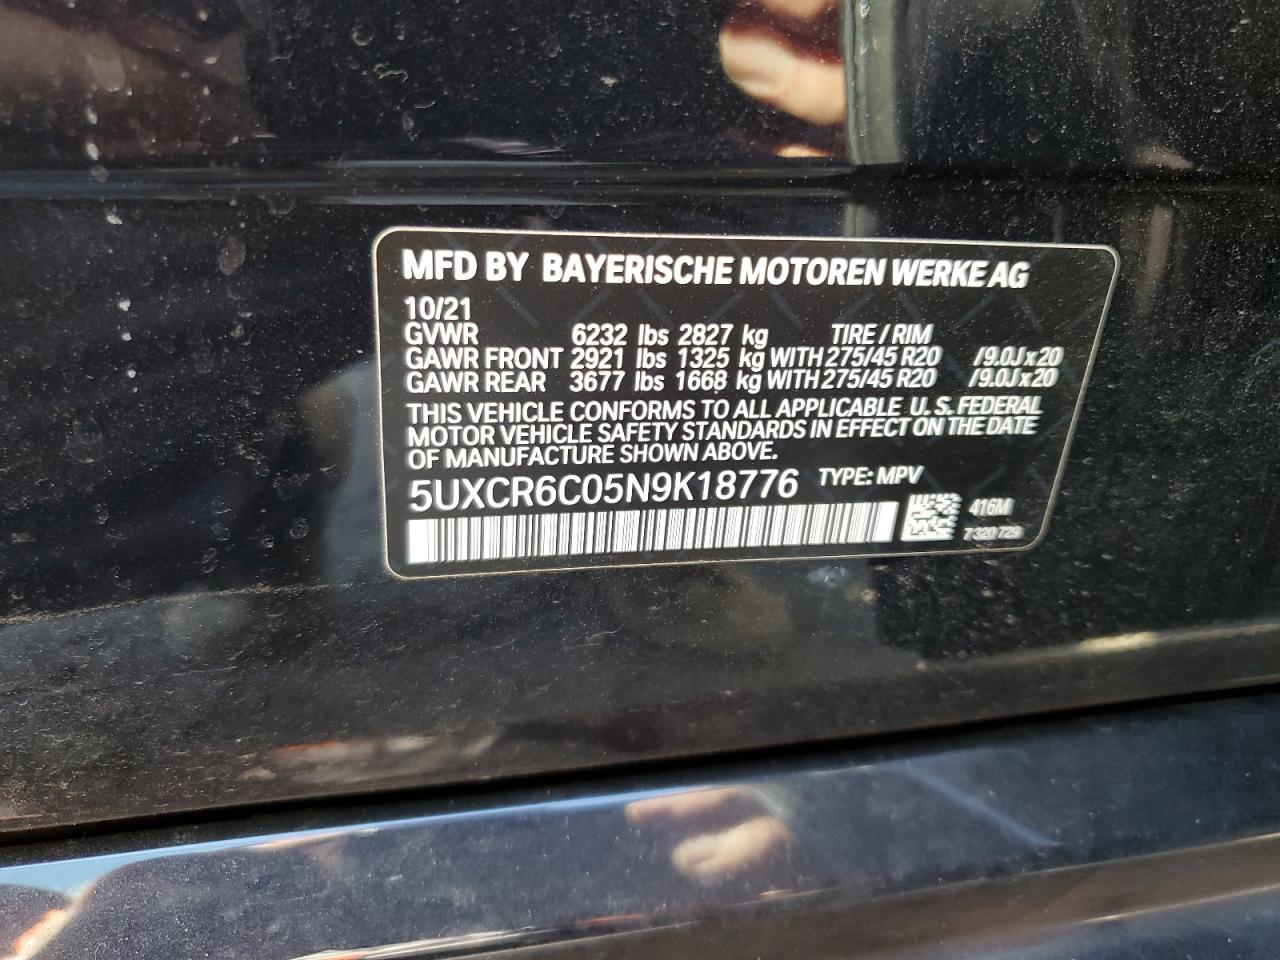 MFD BY BAYERISCHE MOTOREN WERKE AG
10/21
GVWR 6232 lbs 2827 kg TIRE / RIM
GAWR FRONT 2921 lbs 1325 kg WITH 275/45 R20 /9.0J x 20
GAWR REAR 3677 lbs 1668 kg WITH 275/45 R20 /9.0J x 20
THIS VEHICLE CONFORMS TO ALL APPLICABLE U.S. FEDERAL
MOTOR VEHICLE SAFETY STANDARDS IN EFFECT ON THE DATE
OF MANUFACTURE SHOWN ABOVE.
5UXCR6C05N9K18776 TYPE: MPV
416M
7 320 729